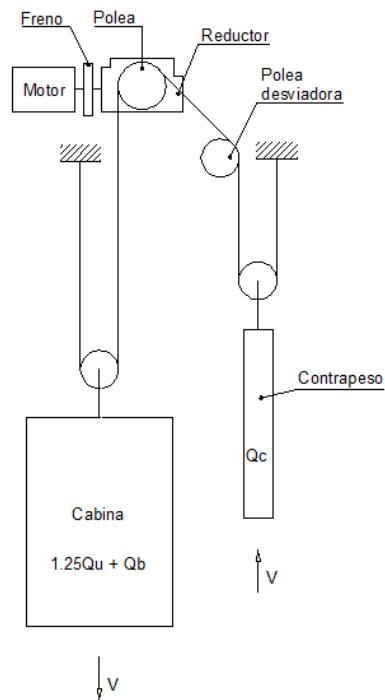 Freno
Polea
Reductor
Motor
Polea
desviadora
Contrapeso
Qc
Cabina
1.25Qu + Qb
V
V